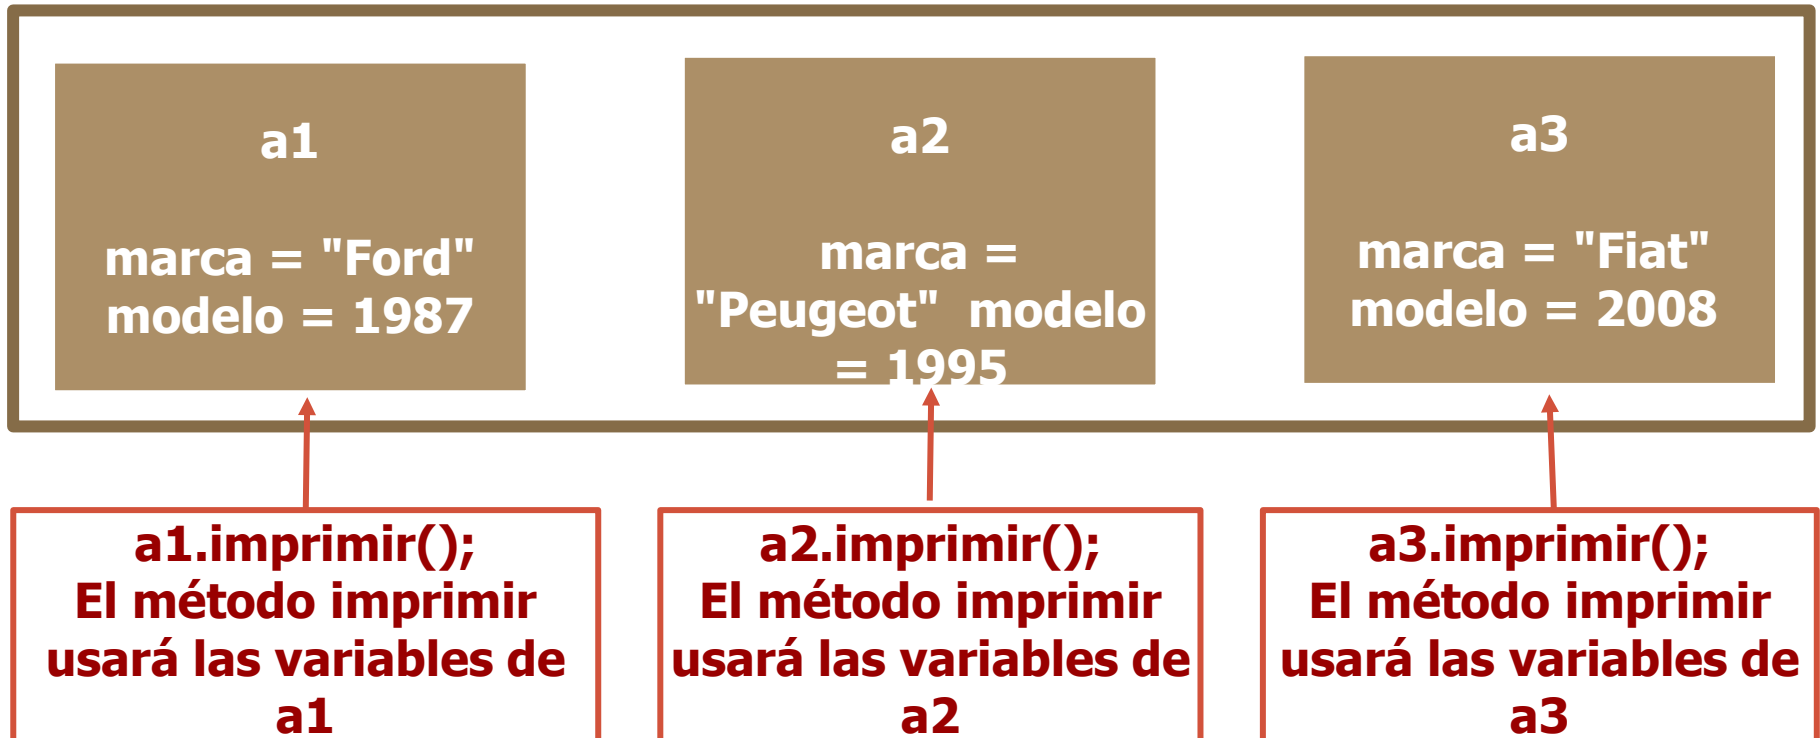 a1
marca = "Ford"
modelo = 1987
a2
marca =
"Peugeot" modelo
= 1995
a3
marca = "Fiat"
modelo = 2008
a1.imprimir();
El método imprimir
usará las variables de
a1
a2.imprimir();
El método imprimir
usará las variables de
a2
a3.imprimir();
El método imprimir
usará las variables de
a3